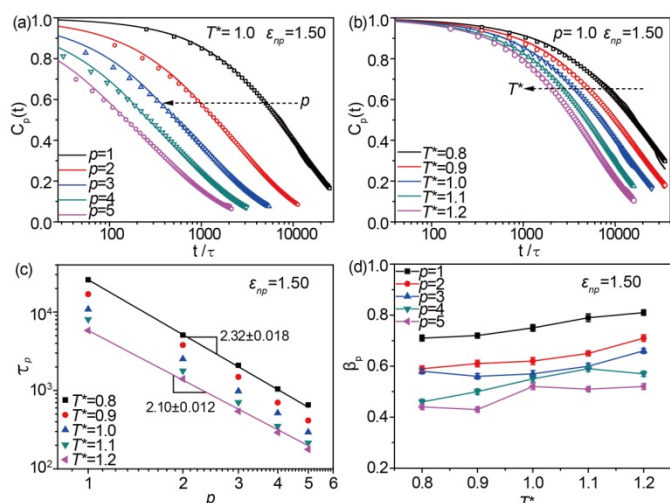 (a) T*= 1.0 ε_np=1.50
C_p(t)
1.0
0.8
0.6
0.4
0.2
0.0
p
p=1
p=2
p=3
p=4
p=5
100 1000 10000
t /τ
(b) p= 1.0 ε_np=1.50
C_p(t)
1.0
0.8
0.6
0.4
0.2
0.0
T*
T*=0.8
T*=0.9
T*=1.0
T*=1.1
T*=1.2
100 1000 10000
t /τ
(c) ε_np=1.50
τ_p
10⁴
10³
10²
2.32±0.018
2.10±0.012
T*=0.8
T*=0.9
T*=1.0
T*=1.1
T*=1.2
1 2 3 4 5 6
p
(d) ε_np=1.50
β_p
1.0
0.8
0.6
0.4
0.2
p=1
p=2
p=3
p=4
p=5
0.8 0.9 1.0 1.1 1.2
T*